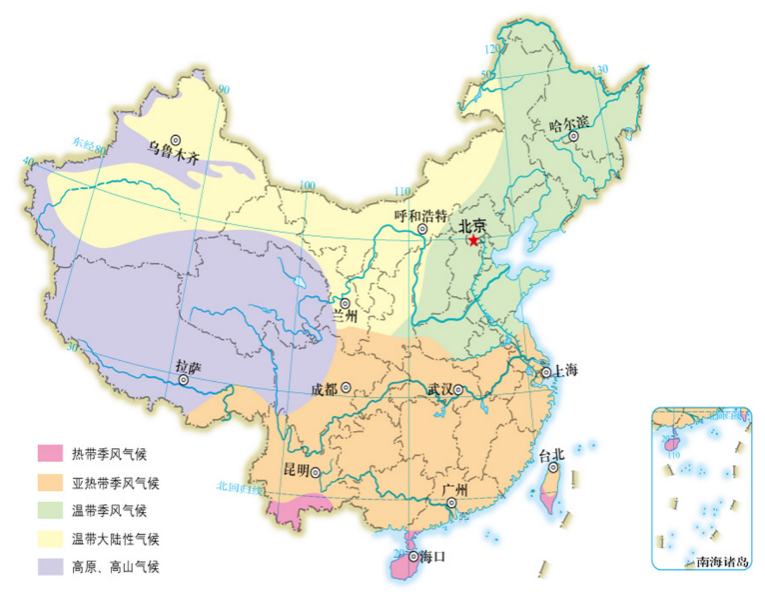 120
50
130
90
哈尔滨
东经80
乌鲁木齐
40
100
110
呼和浩特
北京
兰州
30
拉萨
成都
武汉
上海
热带季风气候
昆明
台北
亚热带季风气候
北回归线
广州
温带季风气候
温带大陆性气候
20
海口
高原、高山气候
20
110
南海诸岛